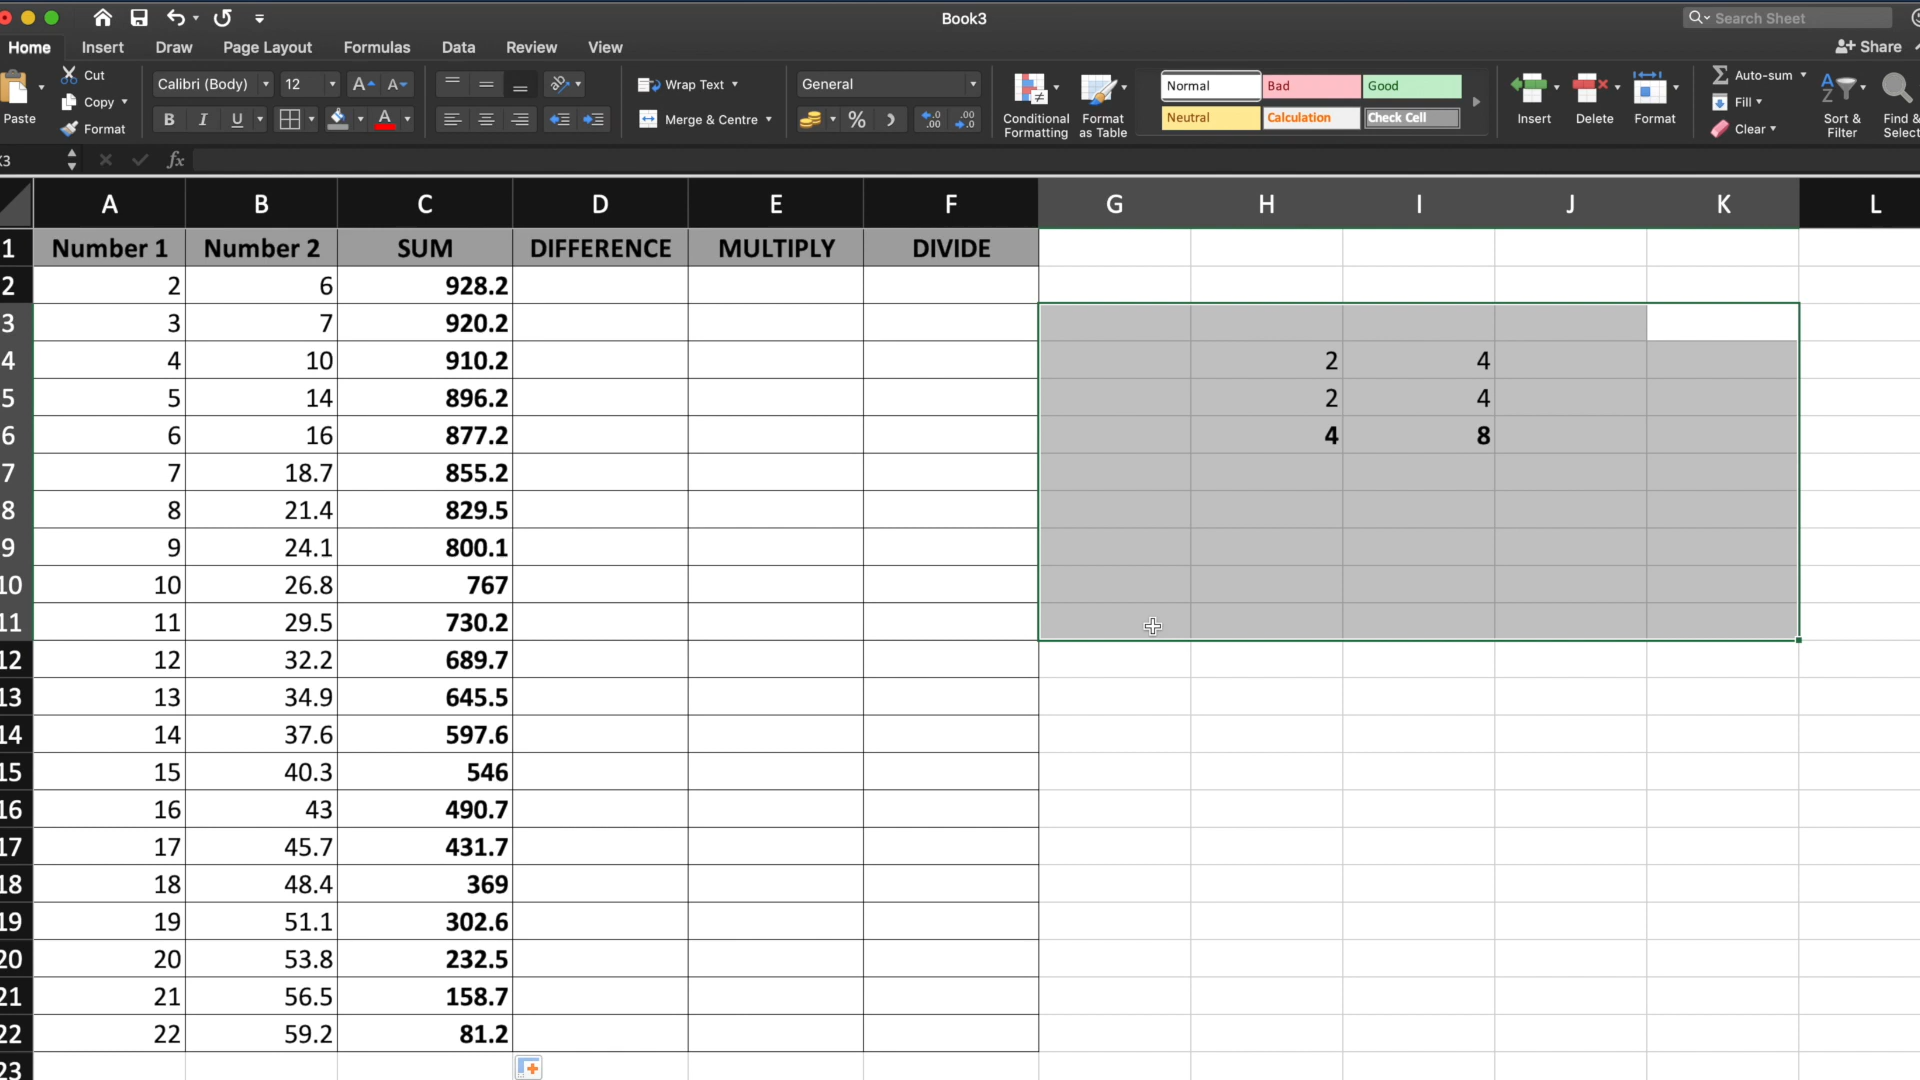 Book3
Search Sheet
Home Insert Draw Page Layout Formulas Data Review View Share
Paste Cut Copy Format
Calibri (Body) 12 A A
B I U A
Wrap Text
Merge & Centre
General
%
Conditional Formatting
Format as Table
Normal Bad Good
Neutral Calculation Check Cell
Insert Delete Format
Auto-sum
Fill
Clear
Sort & Filter
Find &
Select
fx
A B C D E F G H I J K L
1 Number 1 Number 2 SUM DIFFERENCE MULTIPLY DIVIDE
2 2 6 928.2
3 3 7 920.2
4 4 10 910.2 2 4
5 5 14 896.2 2 4
6 6 16 877.2 4 8
7 7 18.7 855.2
8 8 21.4 829.5
9 9 24.1 800.1
10 10 26.8 767
11 11 29.5 730.2
12 12 32.2 689.7
13 13 34.9 645.5
14 14 37.6 597.6
15 15 40.3 546
16 16 43 490.7
17 17 45.7 431.7
18 18 48.4 369
19 19 51.1 302.6
20 20 53.8 232.5
21 21 56.5 158.7
22 22 59.2 81.2
23